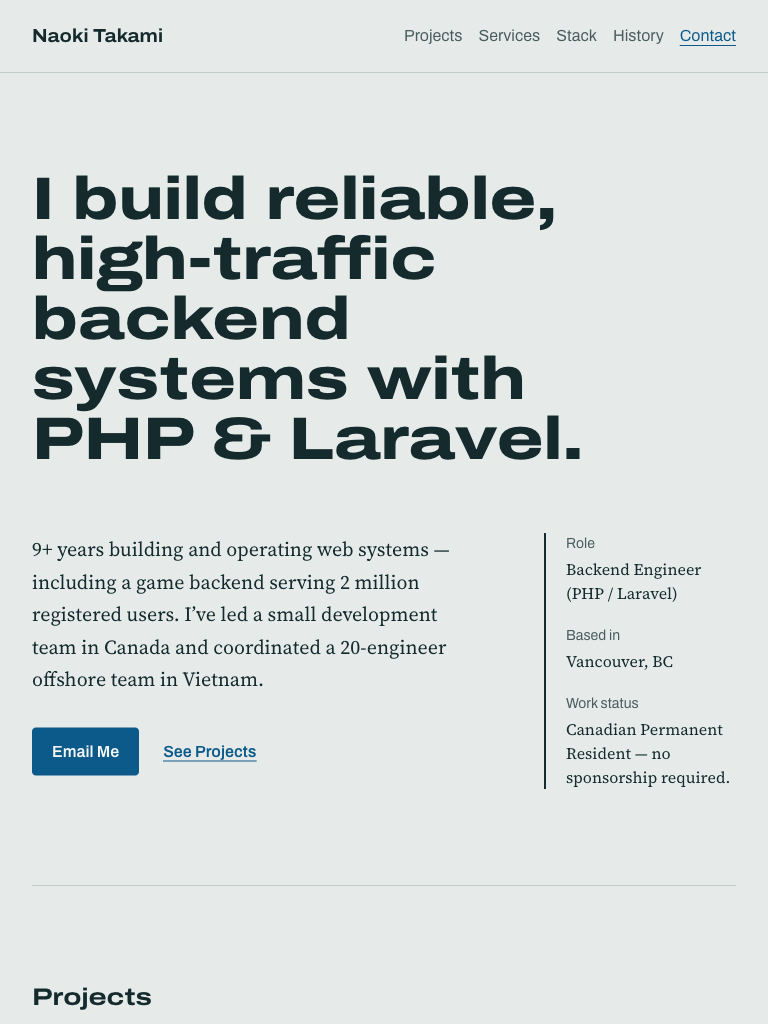 Naoki Takami
Projects Services Stack History Contact
I build reliable,
high-traffic
backend
systems with
PHP & Laravel.
9+ years building and operating web systems —
including a game backend serving 2 million
registered users. I’ve led a small development
team in Canada and coordinated a 20-engineer
offshore team in Vietnam.
Email Me See Projects
Role
Backend Engineer
(PHP / Laravel)
Based in
Vancouver, BC
Work status
Canadian Permanent
Resident — no
sponsorship required.
Projects